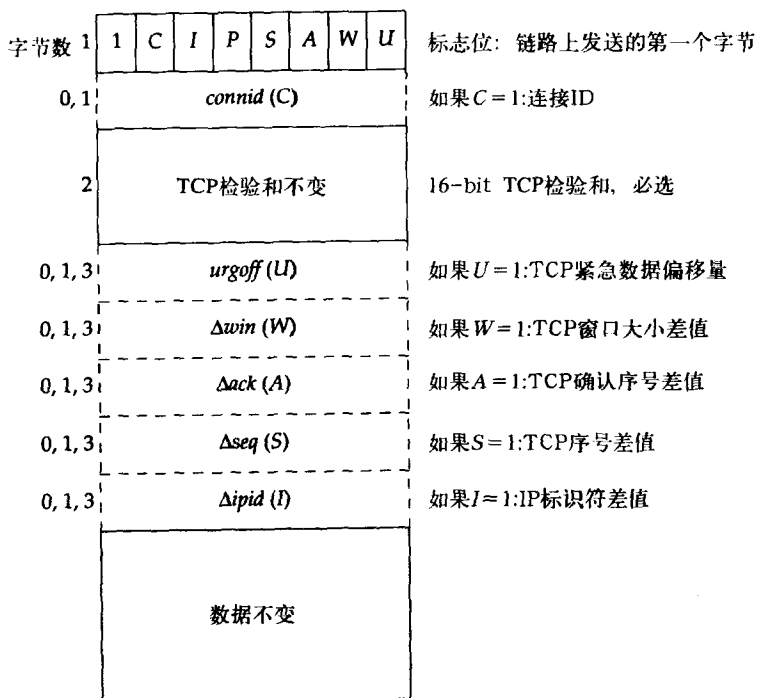 字节数 1 1 C I P S A W U 标志位: 链路上发送的第一个字节
0, 1 connid (C) 如果C=1:连接ID
2 TCP检验和不变 16-bit TCP检验和, 必选
0, 1, 3 urgoff (U) 如果U=1:TCP紧急数据偏移量
0, 1, 3 Δwin (W) 如果W=1:TCP窗口大小差值
0, 1, 3 Δack (A) 如果A=1:TCP确认序号差值
0, 1, 3 Δseq (S) 如果S=1:TCP序号差值
0, 1, 3 Δipid (I) 如果I=1:IP标识符差值
数据不变